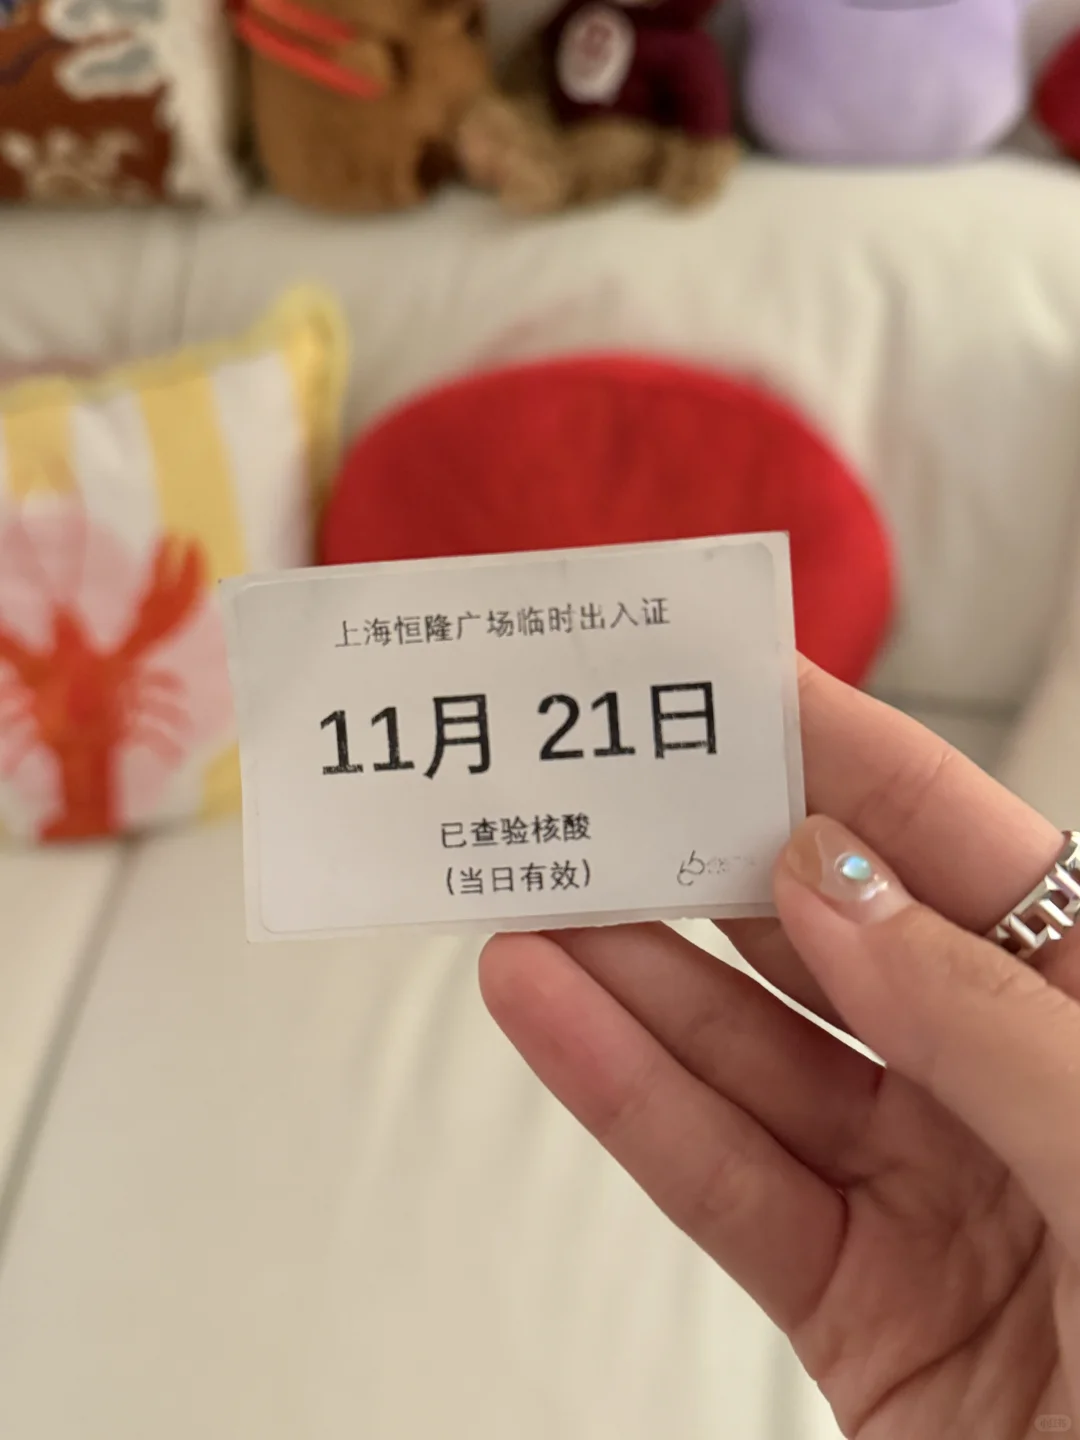 上海恒隆广场临时出入证
11月 21日
已查验核酸
(当日有效)